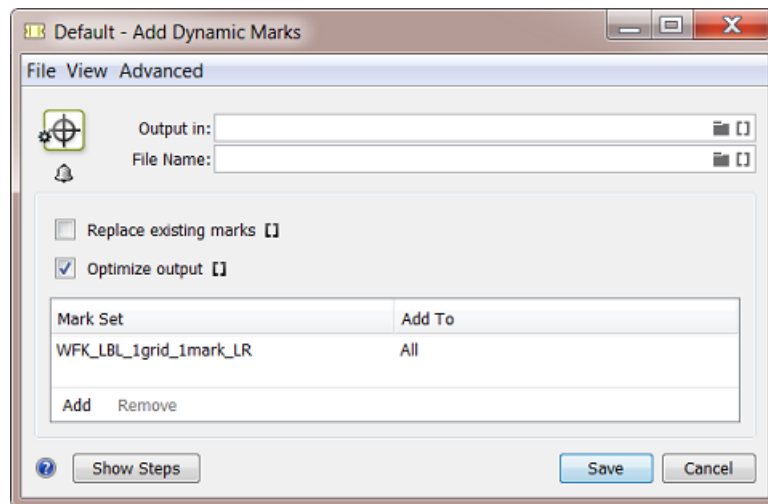 Default - Add Dynamic Marks
File View Advanced
Output in:
File Name:
Replace existing marks []
Optimize output []
Mark Set Add To
WFK_LBL_1grid_1mark_LR All
Add Remove
? Show Steps Save Cancel